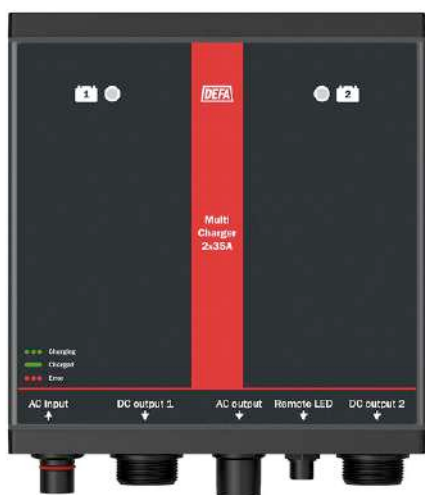 1
DEFA
2
Multi
Charger
2x35A
Charging
Charged
Error
AC input
DC output 1
AC output
Remote LED
DC output 2